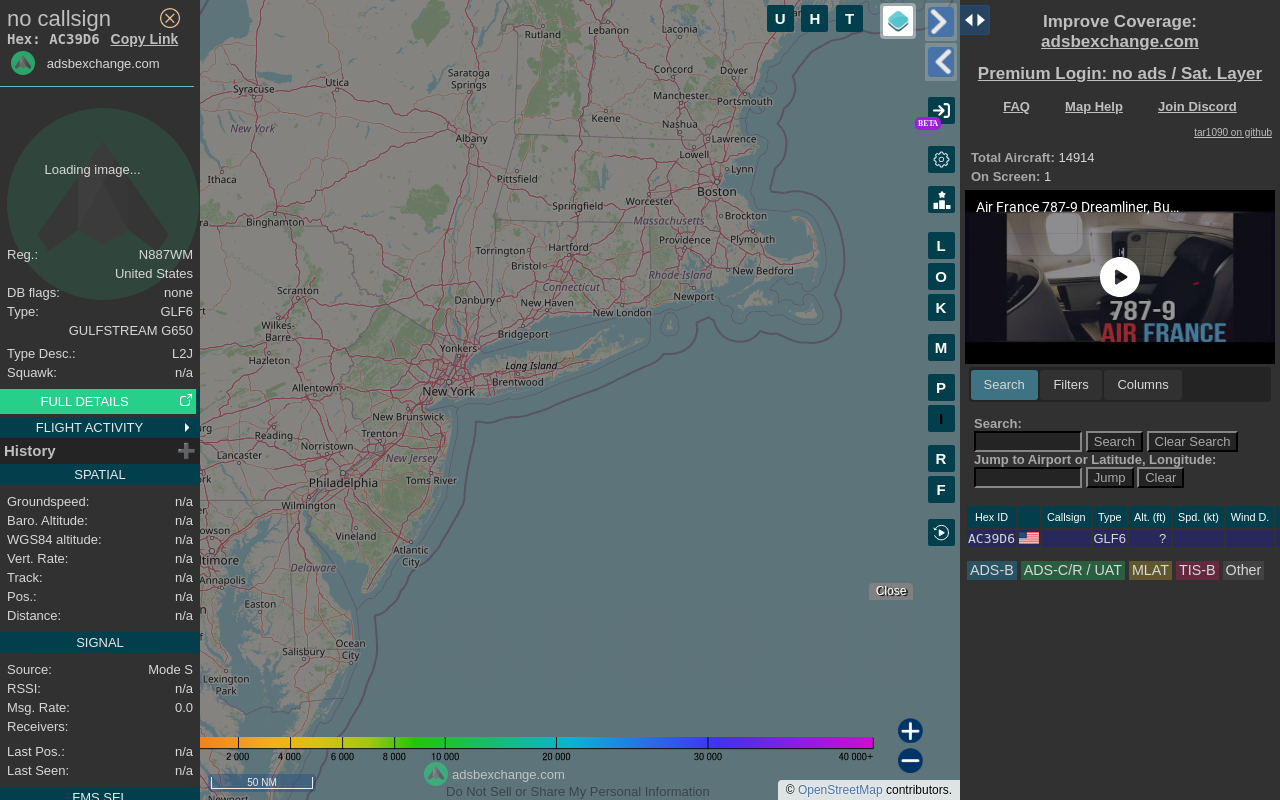 no callsign
Hex: AC39D6 Copy Link
adsbexchange.com
Loading image...
Reg.: N887WM
United States
DB flags: none
Type: GLF6
GULFSTREAM G650
Type Desc.: L2J
Squawk: n/a
FULL DETAILS
FLIGHT ACTIVITY
History
SPATIAL
Groundspeed: n/a
Baro. Altitude: n/a
WGS84 altitude: n/a
Vert. Rate: n/a
Track: n/a
Pos.: n/a
Distance: n/a
SIGNAL
Source: Mode S
RSSI: n/a
Msg. Rate: 0.0
Receivers:
Last Pos.: n/a
Last Seen: n/a
FMS SEL
Rutland
Lebanon
Laconia
Utica
Syracuse
Saratoga
Springs
Concord
Dover
Manchester
Portsmouth
New York
Keene
Nashua
Albany
Lawrence
Lowell
Lynn
Ithaca
Pittsfield
Boston
Worcester
Springfield
Binghamton
Massachusetts
Brockton
Torrington
Hartford
Providence
Plymouth
Bristol
Rhode Island
New Bedford
Connecticut
Scranton
Danbury
New Haven
New London
Newport
Wilkes-
Barre
Bridgeport
Hazleton
Yonkers
Long Island
Allentown
New York
Brentwood
New Brunswick
Reading
Trenton
Norristown
Lancaster
New Jersey
Philadelphia
Toms River
Wilmington
Vineland
Atlantic
City
Annapolis
Delaware
Easton
Ocean
City
Salisbury
Lexington
Park
2 000 4 000 6 000 8 000 10 000 20 000 30 000 40 000+
50 NM
adsbexchange.com
Do Not Sell or Share My Personal Information
© OpenStreetMap contributors.
U H T
BETA
L
O
K
M
P
I
R
F
Close
Improve Coverage:
adsbexchange.com
Premium Login: no ads / Sat. Layer
FAQ Map Help Join Discord
tar1090 on github
Total Aircraft: 14914
On Screen: 1
Air France 787-9 Dreamliner, Bu...
787-9
AIR FRANCE
Search Filters Columns
Search:
Search Clear Search
Jump to Airport or Latitude, Longitude:
Jump Clear
Hex ID Callsign Type Alt. (ft) Spd. (kt) Wind D.
AC39D6 GLF6 ?
ADS-B ADS-C/R / UAT MLAT TIS-B Other